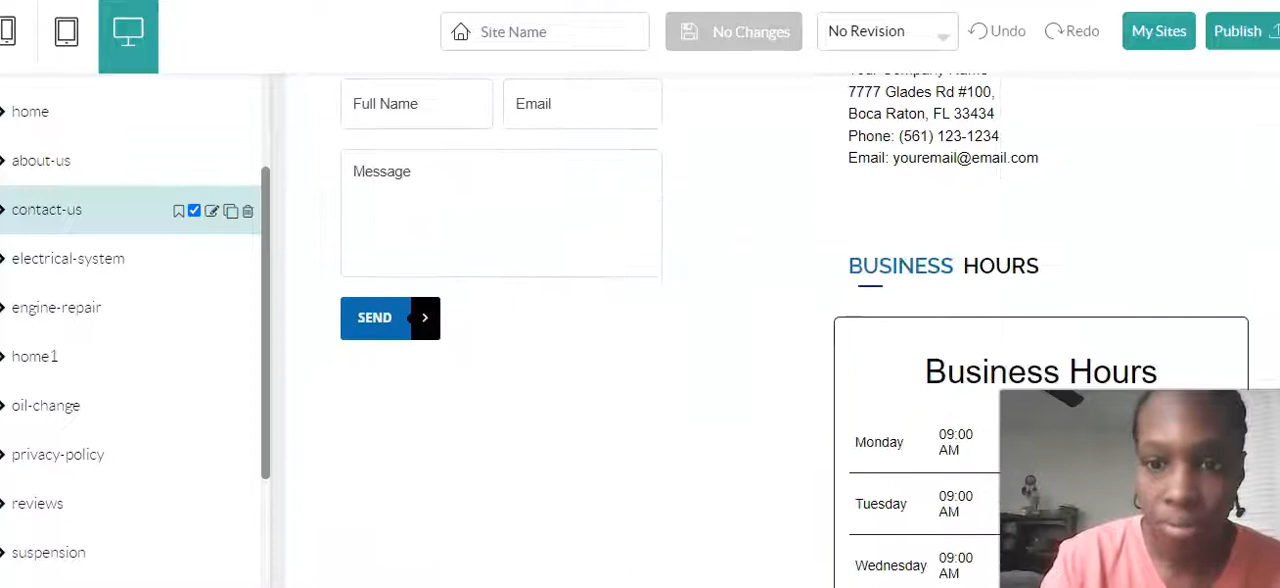 Site Name
No Changes
No Revision
Undo
Redo
My Sites
Publish
home
about-us
contact-us
electrical-system
engine-repair
home1
oil-change
privacy-policy
reviews
suspension
Full Name
Email
Message
SEND
Your Company Name
7777 Glades Rd #100,
Boca Raton, FL 33434
Phone: (561) 123-1234
Email: youremail@email.com
BUSINESS HOURS
Business Hours
Monday 09:00
AM
Tuesday 09:00
AM
Wednesday 09:00
AM